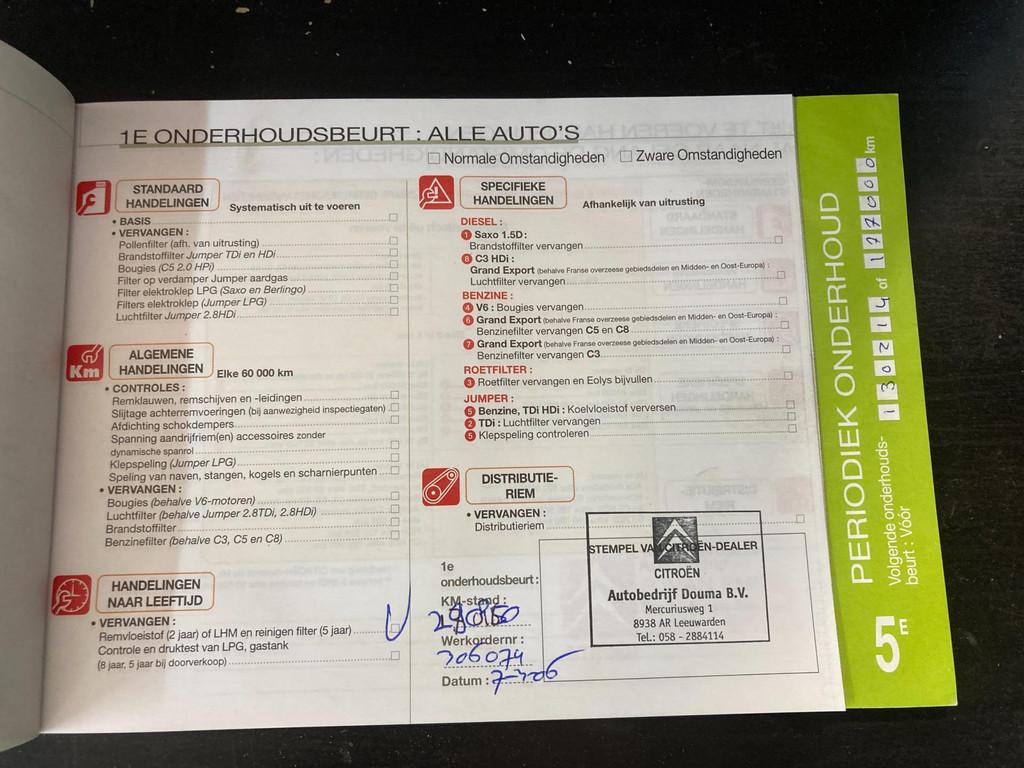 1E ONDERHOUDSBEURT : ALLE AUTO'S
Normale Omstandigheden Zware Omstandigheden
STANDAARD
HANDELINGEN
Systematisch uit te voeren
• BASIS
• VERVANGEN :
Pollenfilter (afh. van uitrusting)
Brandstoffilter Jumper TDi en HDi
Bougies (C5 2.0 HPi)
Filter op verdamper Jumper aardgas
Filter elektroklep LPG (Saxo en Berlingo)
Filters elektroklep (Jumper LPG)
Luchtfilter Jumper 2.8HDi
Km
ALGEMENE
HANDELINGEN
Elke 60 000 km
• CONTROLES :
Remklauwen, remschijven en -leidingen
Slijtage achterremvoeringen (bij aanwezigheid inspectiegaten)
Afdichting schokdempers
Spanning aandrijfriem(en) accessoires zonder
dynamische spanrol
Klepspeling (Jumper LPG)
Speling van naven, stangen, kogels en scharnierpunten
• VERVANGEN :
Bougies (behalve V6-motoren)
Luchtfilter (behalve Jumper 2.8TDi, 2.8HDi)
Brandstoffilter
Benzinefilter (behalve C3, C5 en C8)
HANDELINGEN
NAAR LEEFTIJD
• VERVANGEN :
Remvloeistof (2 jaar) of LHM en reinigen filter (5 jaar)
Controle en druktest van LPG, gastank
(8 jaar, 5 jaar bij doorverkoop)
SPECIFIEKE
HANDELINGEN
Afhankelijk van uitrusting
DIESEL :
1 Saxo 1.5D :
Brandstoffilter vervangen
8 C3 HDi :
Grand Export (behalve Franse overzeese gebiedsdelen en Midden- en Oost-Europa) :
Luchtfilter vervangen
BENZINE :
4 V6 : Bougies vervangen
6 Grand Export (behalve Franse overzeese gebiedsdelen en Midden- en Oost-Europa) :
Benzinefilter vervangen C5 en C8
7 Grand Export (behalve Franse overzeese gebiedsdelen en Midden- en Oost-Europa) :
Benzinefilter vervangen C3
ROETFILTER :
3 Roetfilter vervangen en Eolys bijvullen
JUMPER :
5 Benzine, TDi HDi : Koelvloeistof verversen
2 TDi : Luchtfilter vervangen
5 Klepspeling controleren
DISTRIBUTIE-
RIEM
• VERVANGEN :
Distributieriem
1e
onderhoudsbeurt :
KM-stand :
Werkordernr :
306074
Datum :
STEMPEL VAN CITROËN-DEALER
CITROËN
Autobedrijf Douma B.V.
Mercuriusweg 1
8938 AR Leeuwarden
Tel.: 058 - 2884114
PERIODIEK ONDERHOUD
Volgende onderhouds-
beurt : Vóór
130214 of 177000 km
5E